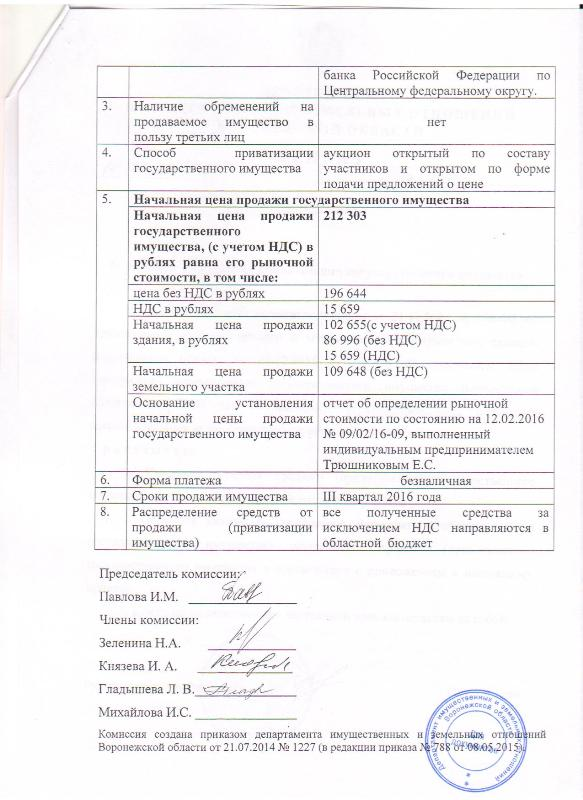 банка Российской Федерации по
Центральному федеральному округу.
3. Наличие обременений на
продаваемое имущество в
пользу третьих лиц
нет
4. Способ приватизации
государственного имущества
аукцион открытый по составу
участников и открытом по форме
подачи предложений о цене
5. Начальная цена продажи государственного имущества
Начальная цена продажи
государственного
имущества, (с учетом НДС) в
рублях равна его рыночной
стоимости, в том числе:
212 303
цена без НДС в рублях 196 644
НДС в рублях 15 659
Начальная цена продажи
здания, в рублях
102 655(с учетом НДС)
86 996 (без НДС)
15 659 (НДС)
Начальная цена продажи
земельного участка
109 648 (без НДС)
Основание установления
начальной цены продажи
государственного имущества
отчет об определении рыночной
стоимости по состоянию на 12.02.2016
№ 09/02/16-09, выполненный
индивидуальным предпринимателем
Трюшниковым Е.С.
6. Форма платежа безналичная
7. Сроки продажи имущества III квартал 2016 года
8. Распределение средств от
продажи (приватизации
имущества)
все полученные средства за
исключением НДС направляются в
областной бюджет
Председатель комиссии:
Павлова И.М.
Члены комиссии:
Зеленина Н.А.
Князева И. А.
Гладышева Л. В.
Михайлова И.С.
Комиссия создана приказом департамента имущественных и земельных отношений
Воронежской области от 21.07.2014 № 1227 (в редакции приказа № 788 от 08.05.2015).
Департамент имущественных и земельных отношений
Воронежской области